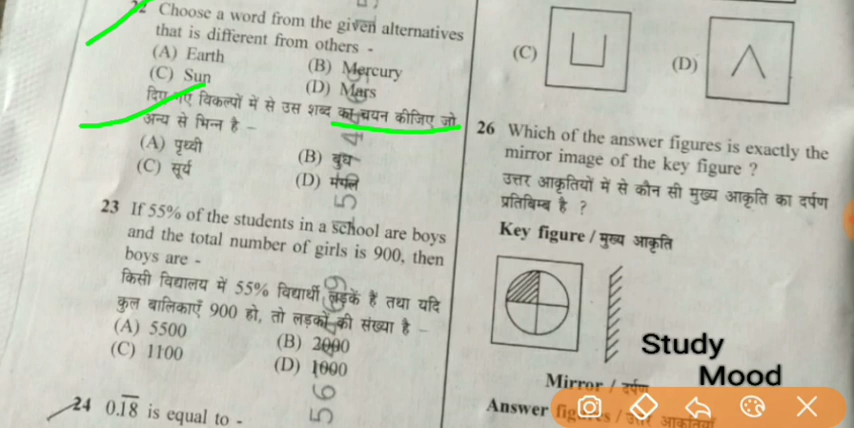 22 Choose a word from the given alternatives
that is different from others -
(A) Earth
(B) Mercury
(C) Sun
(D) Mars
दिए गए विकल्पों में से उस शब्द का चयन कीजिए जो
अन्य से भिन्न है –
(A) पृथ्वी
(B) बुध
(C) सूर्य
(D) मंगल
23 If 55% of the students in a school are boys
and the total number of girls is 900, then
boys are -
किसी विद्यालय में 55% विद्यार्थी लड़कें हैं तथा यदि
कुल बालिकाएँ 900 हो, तो लड़कों की संख्या है –
(A) 5500
(B) 2000
(C) 1100
(D) 1000
24 0.1̅8̅ is equal to -
(C)
(D)
26 Which of the answer figures is exactly the
mirror image of the key figure ?
उत्तर आकृतियों में से कौन सी मुख्य आकृति का दर्पण
प्रतिबिम्ब है ?
Key figure / मुख्य आकृति
Mirror / दर्पण
Answer figures / उत्तर आकृतियाँ
Study
Mood